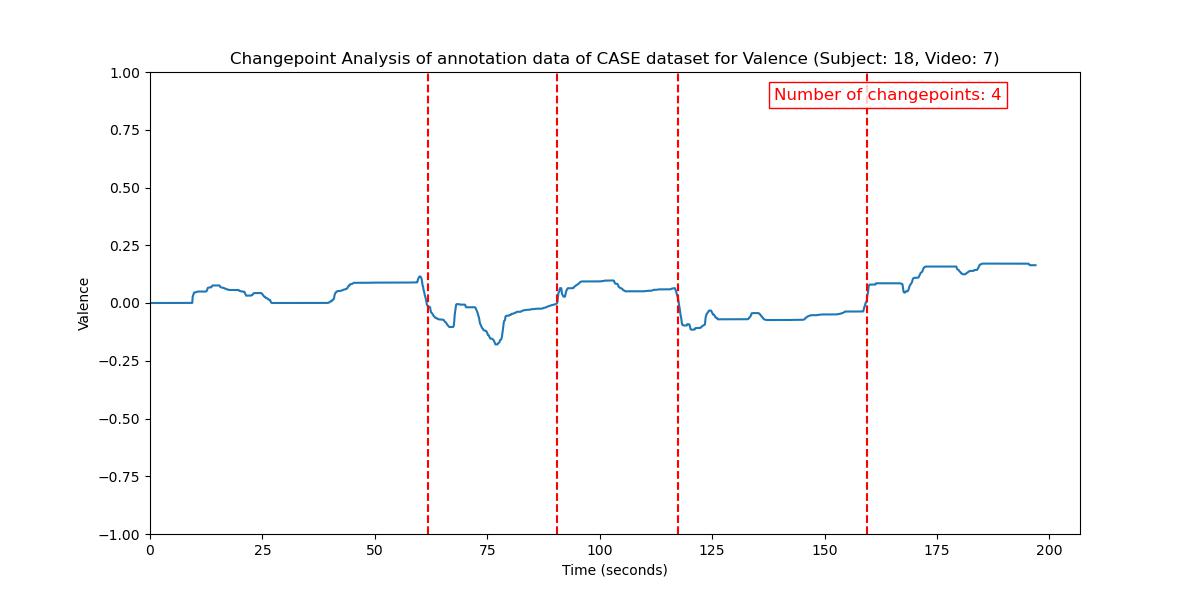 Changepoint Analysis of annotation data of CASE dataset for Valence (Subject: 18, Video: 7)
Number of changepoints: 4
Valence
1.00
0.75
0.50
0.25
0.00
−0.25
−0.50
−0.75
−1.00
0 25 50 75 100 125 150 175 200
Time (seconds)